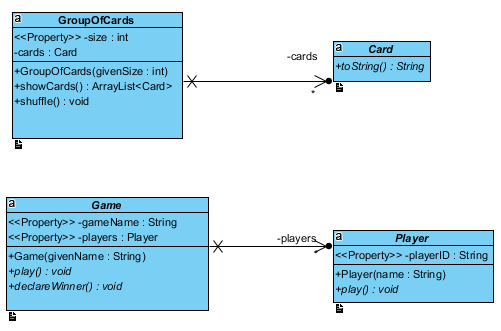 a
GroupOfCards
<<Property>> -size : int
-cards : Card
+GroupOfCards(givenSize : int)
+showCards() : ArrayList<Card>
+shuffle() : void
-cards
*
a
Card
+toString() : String
a
Game
<<Property>> -gameName : String
<<Property>> -players : Player
+Game(givenName : String)
+play() : void
+declareWinner() : void
-players
*
a
Player
<<Property>> -playerID : String
+Player(name : String)
+play() : void